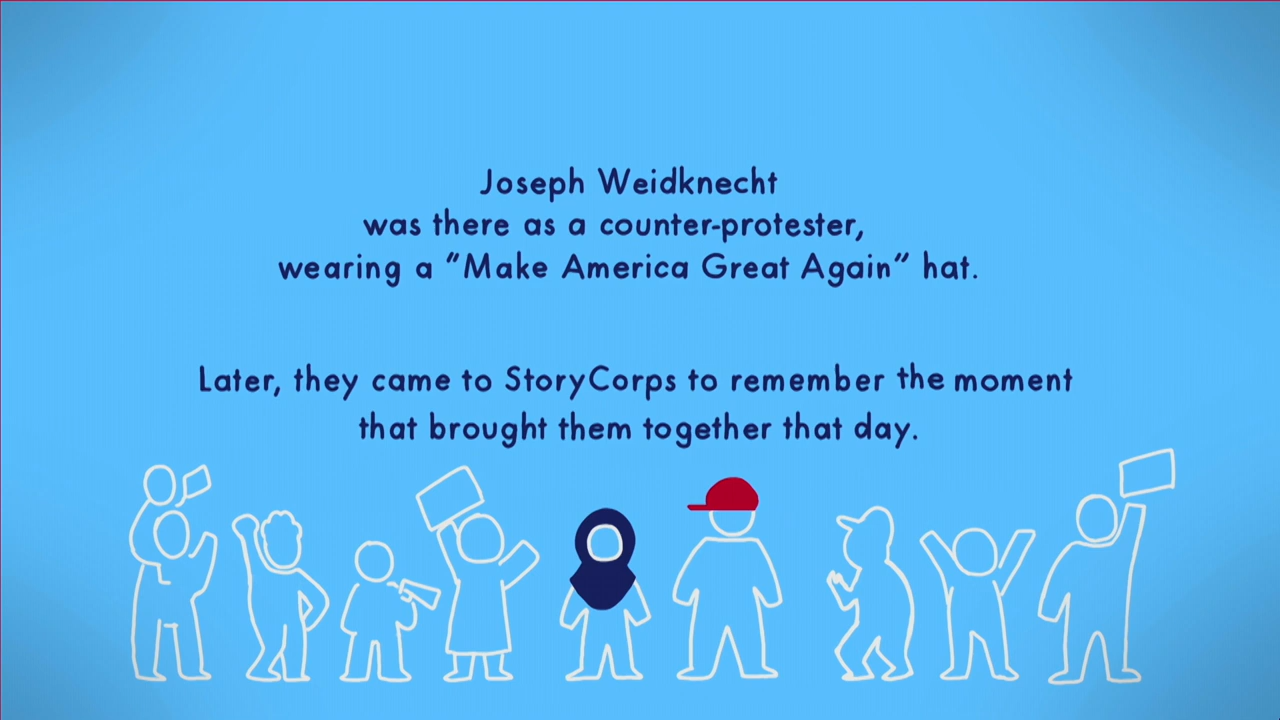 Joseph Weidknecht
was there as a counter-protester,
wearing a “Make America Great Again” hat.
Later, they came to StoryCorps to remember the moment
that brought them together that day.